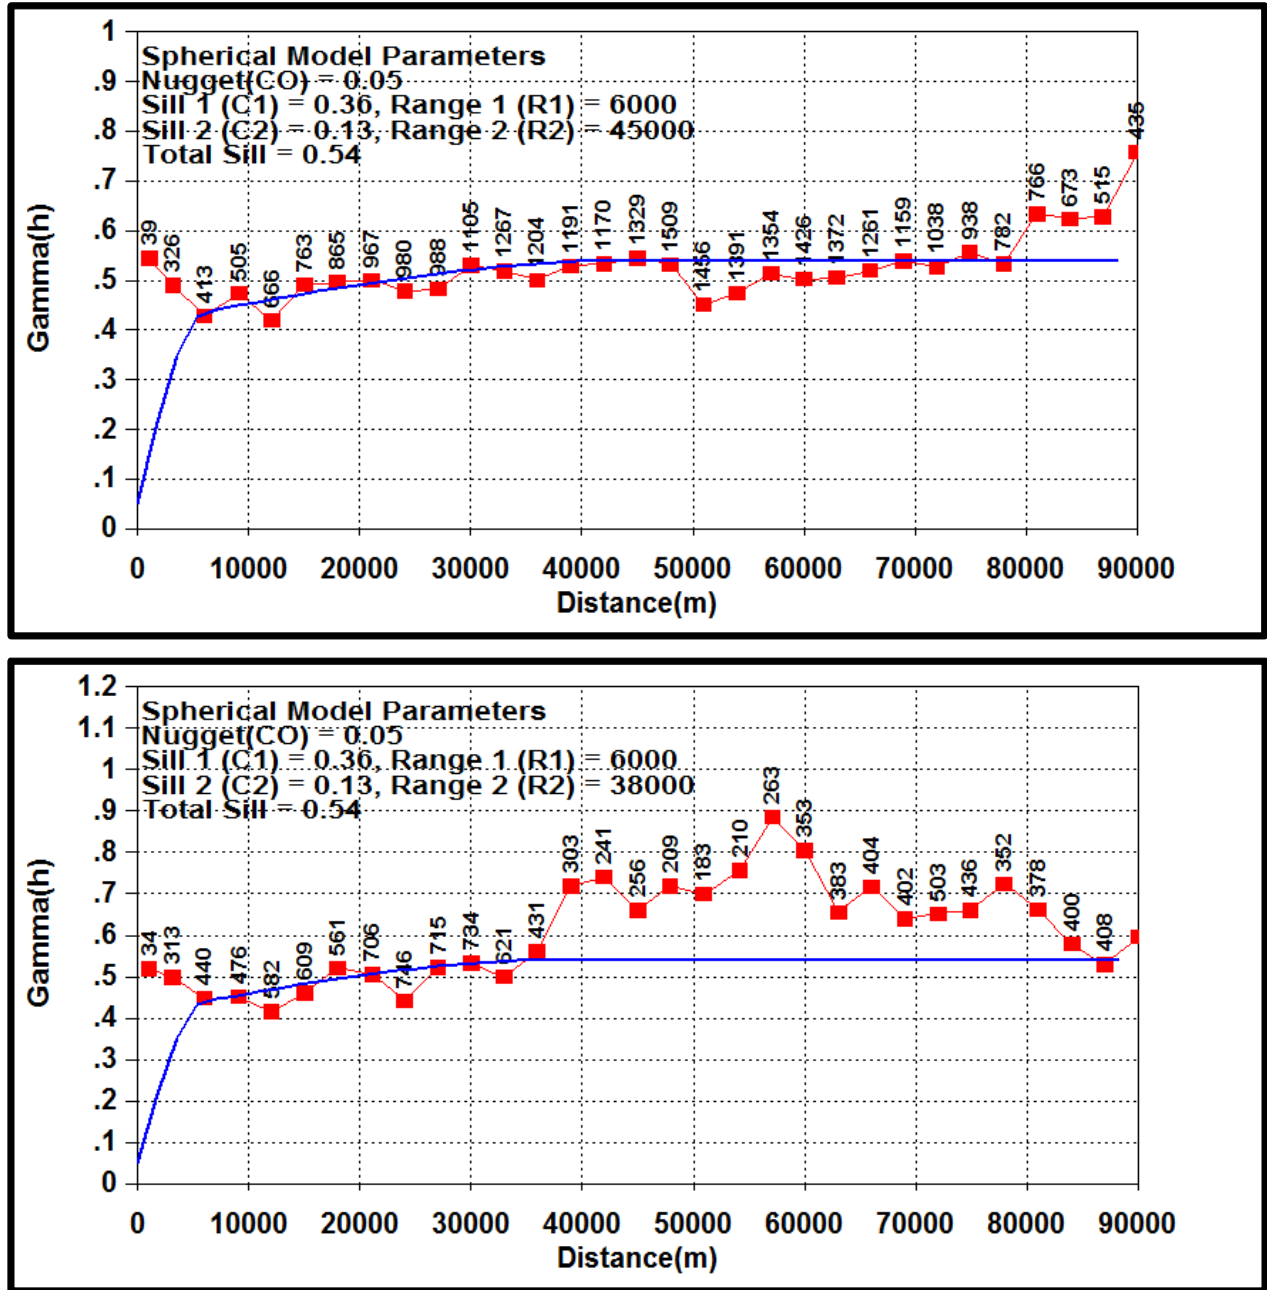 1
.9
.8
.7
.6
.5
.4
.3
.2
.1
0
Gamma(h)
Spherical Model Parameters
Nugget(CO) = 0.05
Sill 1 (C1) = 0.36, Range 1 (R1) = 6000
Sill 2 (C2) = 0.13, Range 2 (R2) = 45000
Total Sill = 0.54
39 326 413 505 666 763 865 967 980 988 1105 1267 1204 1191 1170 1329 1509 1456 1391 1354 1426 1372 1261 1159 1038 938 782 766 673 515 435
0 10000 20000 30000 40000 50000 60000 70000 80000 90000
Distance(m)
1.2
1.1
1
.9
.8
.7
.6
.5
.4
.3
.2
.1
0
Gamma(h)
Spherical Model Parameters
Nugget(CO) = 0.05
Sill 1 (C1) = 0.36, Range 1 (R1) = 6000
Sill 2 (C2) = 0.13, Range 2 (R2) = 38000
Total Sill = 0.54
34 313 440 476 582 609 561 706 746 715 734 621 431 303 241 256 209 183 210 263 353 383 404 402 503 436 352 378 400 408
0 10000 20000 30000 40000 50000 60000 70000 80000 90000
Distance(m)